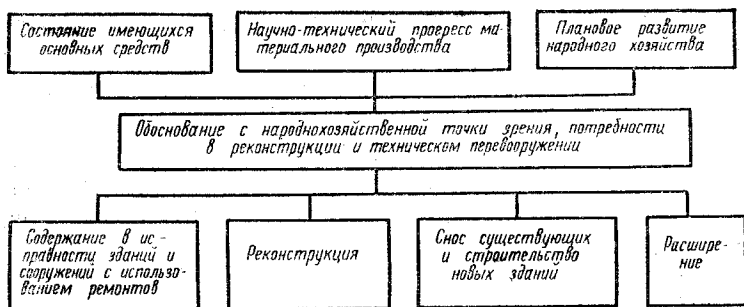 Состояние имеющихся
основных средств
Научно-технический прогресс ма-
териального производства
Плановое развитие
народного хозяйства
Обоснование с народнохозяйственной точки зрения, потребности
в реконструкции и техническом перевооружении
Содержание в ис-
правности зданий и
сооружений с использо-
ванием ремонтов
Реконструкция
Снос существующих
и строительство
новых зданий
Расшире-
ние